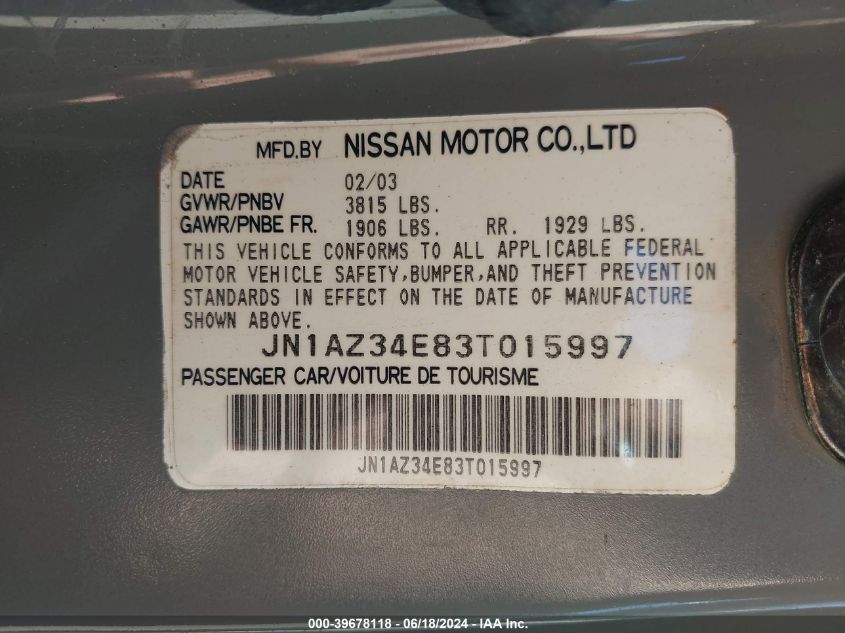 MFD.BY NISSAN MOTOR CO.,LTD
DATE 02/03
GVWR/PNBV 3815 LBS.
GAWR/PNBE FR. 1906 LBS. RR. 1929 LBS.
THIS VEHICLE CONFORMS TO ALL APPLICABLE FEDERAL
MOTOR VEHICLE SAFETY,BUMPER,AND THEFT PREVENTION
STANDARDS IN EFFECT ON THE DATE OF MANUFACTURE
SHOWN ABOVE.
JN1AZ34E83T015997
PASSENGER CAR/VOITURE DE TOURISME
JN1AZ34E83T015997
000-39678118 - 06/18/2024 - IAA Inc.